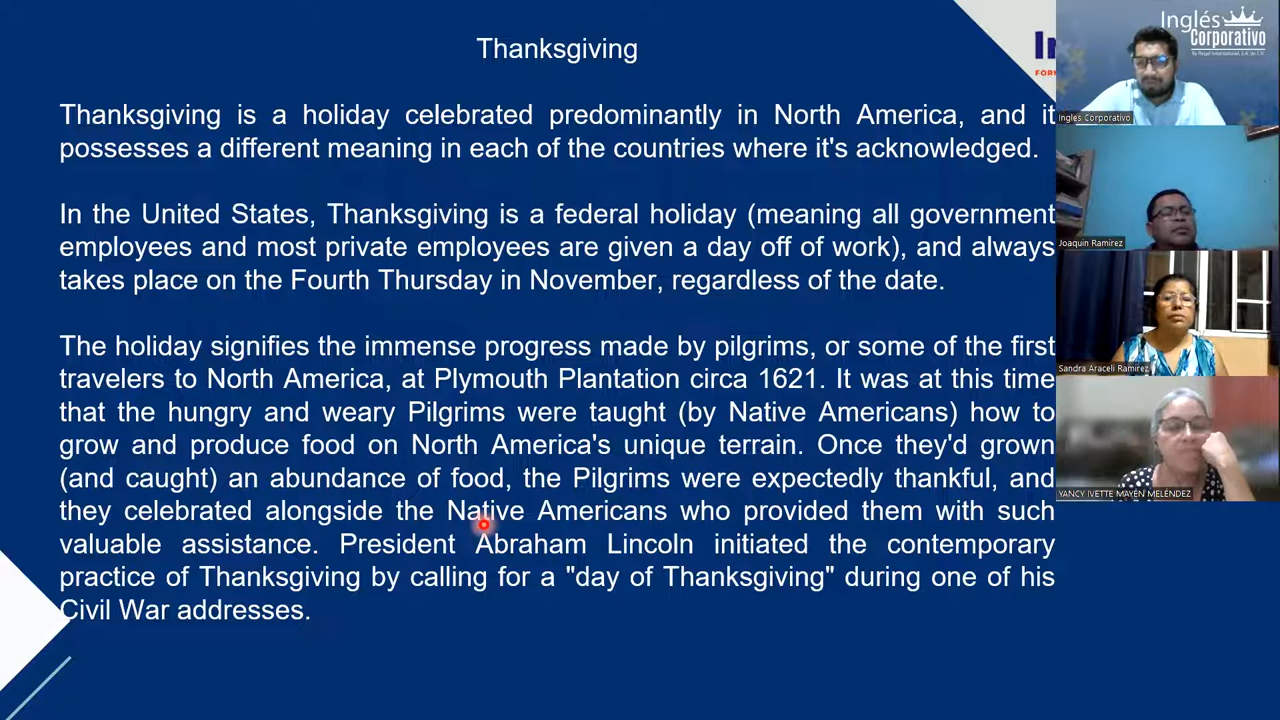 Thanksgiving
Thanksgiving is a holiday celebrated predominantly in North America, and it
possesses a different meaning in each of the countries where it's acknowledged.
In the United States, Thanksgiving is a federal holiday (meaning all government
employees and most private employees are given a day off of work), and always
takes place on the Fourth Thursday in November, regardless of the date.
The holiday signifies the immense progress made by pilgrims, or some of the first
travelers to North America, at Plymouth Plantation circa 1621. It was at this time
that the hungry and weary Pilgrims were taught (by Native Americans) how to
grow and produce food on North America's unique terrain. Once they'd grown
(and caught) an abundance of food, the Pilgrims were expectedly thankful, and
they celebrated alongside the Native Americans who provided them with such
valuable assistance. President Abraham Lincoln initiated the contemporary
practice of Thanksgiving by calling for a "day of Thanksgiving" during one of his
Civil War addresses.
Inglés
Corporativo
Inglés Corporativo
Joaquin Ramirez
Sandra Araceli Ramirez
YANCY IVETTE MAYÉN MELÉNDEZ